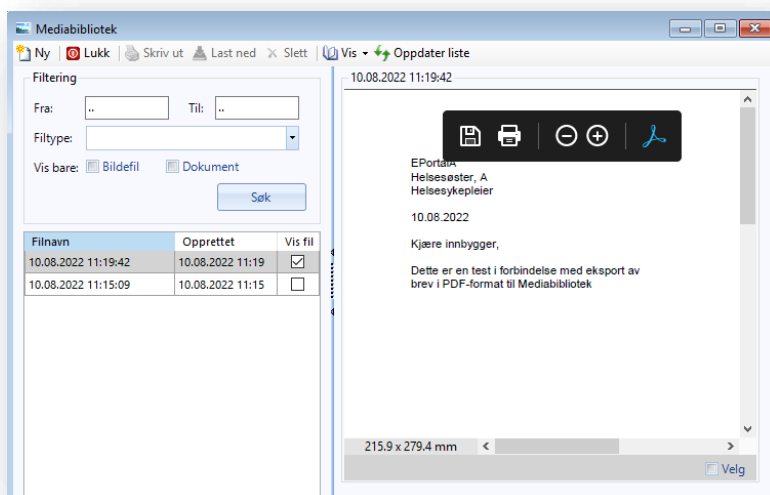 Mediabibliotek
Ny Lukk Skriv ut Last ned Slett Vis Oppdater liste
Filtering
Fra: .. Til: ..
Filtype:
Vis bare: Bildefil Dokument
Søk
Filnavn Opprettet Vis fil
10.08.2022 11:19:42 10.08.2022 11:19
10.08.2022 11:15:09 10.08.2022 11:15
10.08.2022 11:19:42
EPortalA
Helsesøster, A
Helsesykepleier
10.08.2022
Kjære innbygger,
Dette er en test i forbindelse med eksport av
brev i PDF-format til Mediabibliotek
215.9 x 279.4 mm
Velg